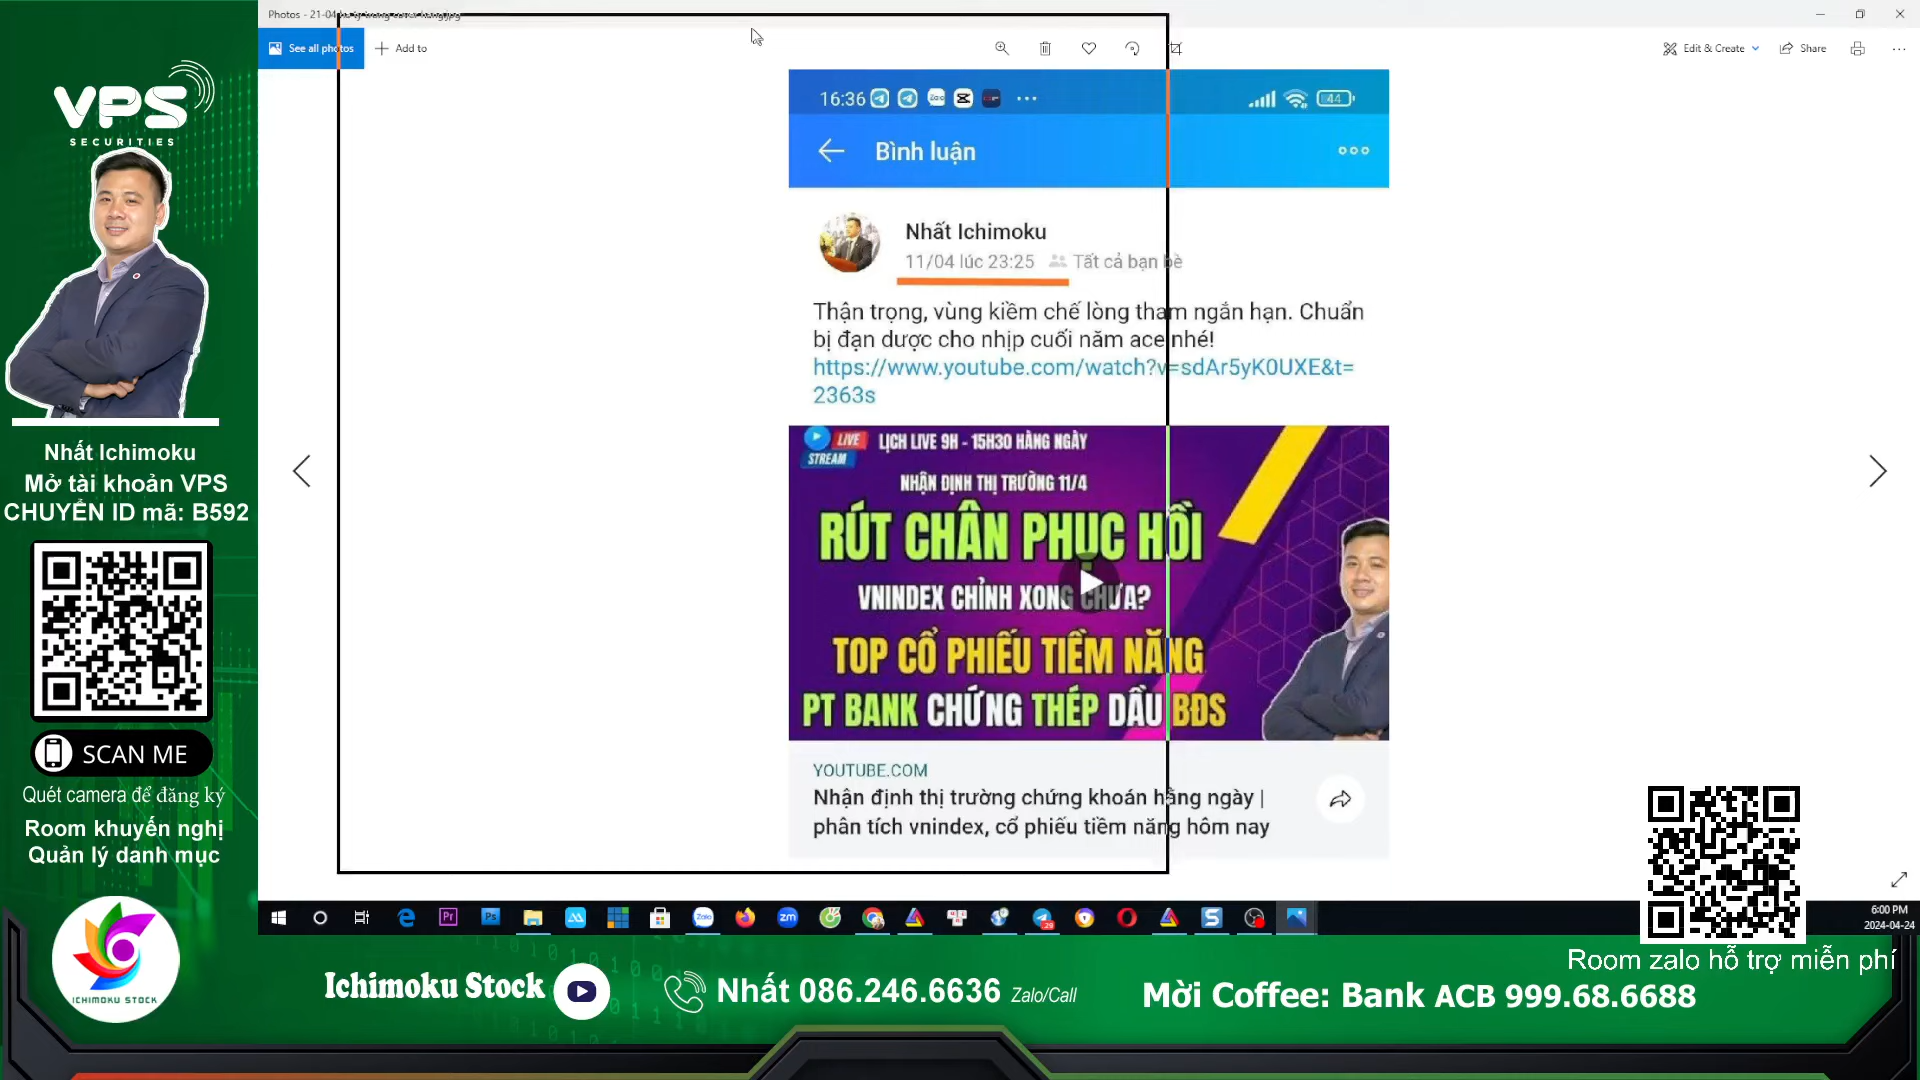 VPS
SECURITIES
Nhất Ichimoku
Mở tài khoản VPS
CHUYỂN ID mã: B592
SCAN ME
Quét camera để đăng ký
Room khuyến nghị
Quản lý danh mục
ICHIMOKU STOCK
See all photos
Add to
Edit & Create
Share
16:36
44
Bình luận
Nhất Ichimoku
11/04 lúc 23:25 Tất cả bạn bè
Thận trọng, vùng kiềm chế lòng tham ngắn hạn. Chuẩn
bị đạn dược cho nhịp cuối năm ace nhé!
https://www.youtube.com/watch?v=sdAr5yK0UXE&t=
2363s
LIVE
STREAM
LỊCH LIVE 9H - 15H30 HÀNG NGÀY
NHẬN ĐỊNH THỊ TRƯỜNG 11/4
RÚT CHÂN PHỤC HỒI
VNINDEX CHỈNH XONG CHƯA?
TOP CỔ PHIẾU TIỀM NĂNG
PT BANK CHỨNG THÉP DẦU BĐS
YOUTUBE.COM
Nhận định thị trường chứng khoán hằng ngày |
phân tích vnindex, cổ phiếu tiềm năng hôm nay
6:00 PM
2024-04-24
Room zalo hỗ trợ miễn phí
Ichimoku Stock
Nhất 086.246.6636 Zalo/Call
Mời Coffee: Bank ACB 999.68.6688